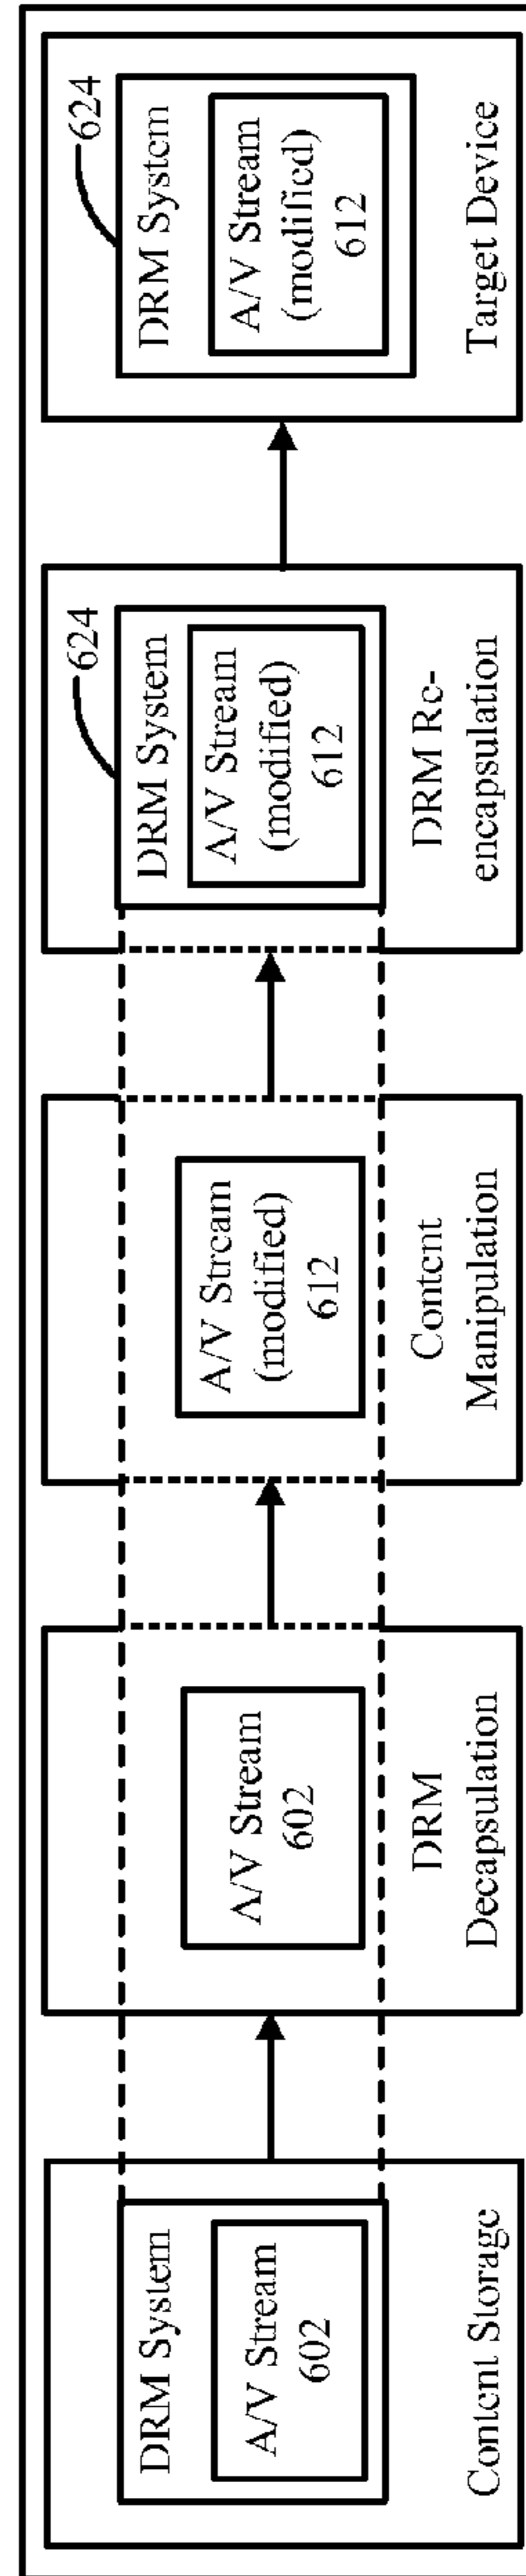 DRM System
A/V Stream
602
Content Storage
A/V Stream
602
DRM
Decapsulation
A/V Stream
(modified)
612
Content
Manipulation
624
DRM System
A/V Stream
(modified)
612
DRM Re-
encapsulation
624
DRM System
A/V Stream
(modified)
612
Target Device